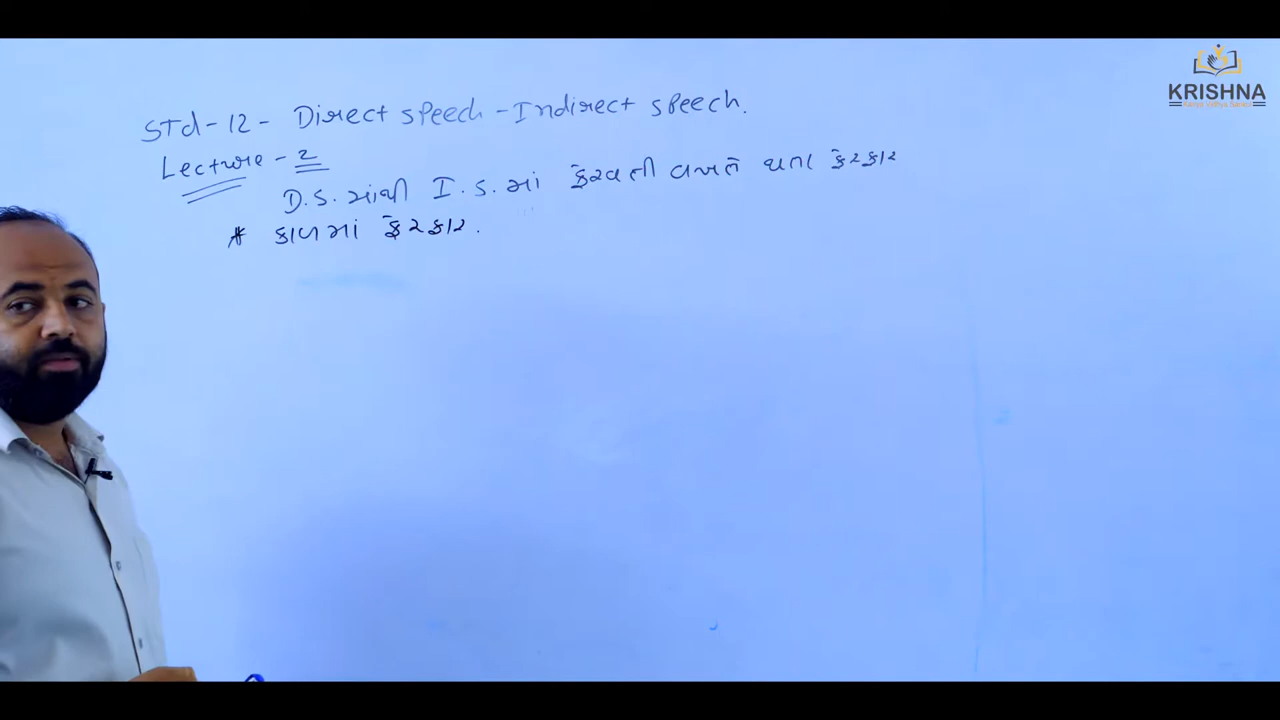 STd-12 - Direct speech - Indirect speech.
Lecture - 2
D.S. માંથી I.S. માં ફેરવતી વખતે થતા ફેરફાર
* કાળમાં ફેરફાર.
KRISHNA